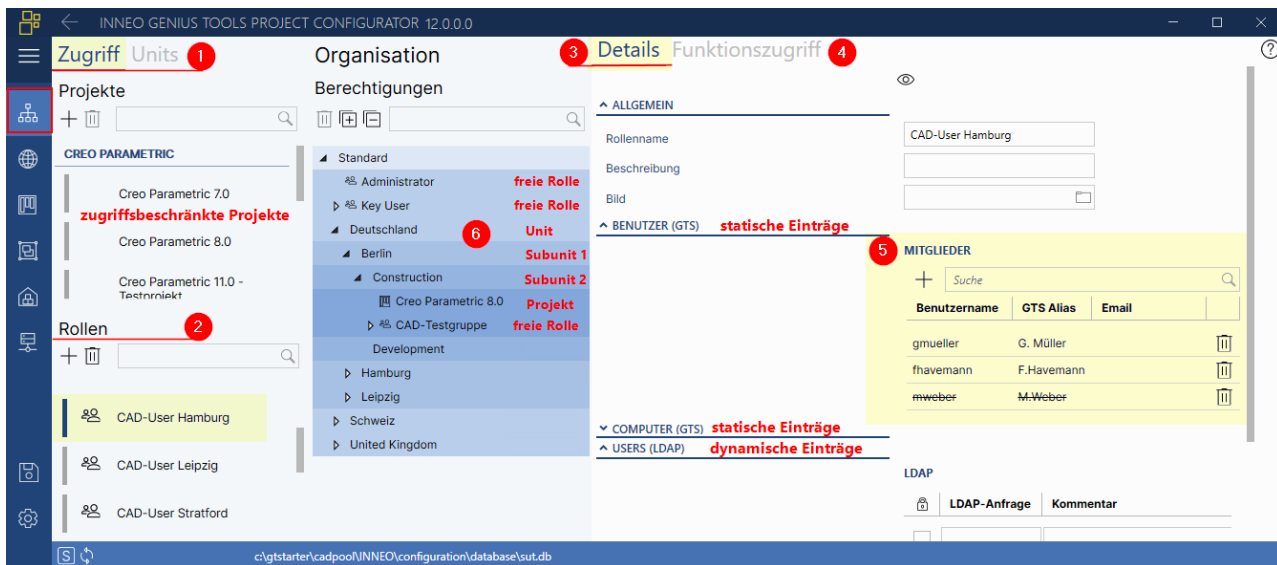 INNEO GENIUS TOOLS PROJECT CONFIGURATOR 12.0.0.0
Zugriff Units 1
Projekte
CREO PARAMETRIC
Creo Parametric 7.0
zugriffsbeschränkte Projekte
Creo Parametric 8.0
Creo Parametric 11.0 -
Testprojekt
Rollen 2
CAD-User Hamburg
CAD-User Leipzig
CAD-User Stratford
Organisation
Berechtigungen
Standard
Administrator freie Rolle
Key User freie Rolle
Deutschland 6 Unit
Berlin Subunit 1
Construction Subunit 2
Creo Parametric 8.0 Projekt
CAD-Testgruppe freie Rolle
Development
Hamburg
Leipzig
Schweiz
United Kingdom
3 Details Funktionszugriff 4
?
ALLGEMEIN
Rollenname CAD-User Hamburg
Beschreibung
Bild
BENUTZER (GTS) statische Einträge
5 MITGLIEDER
Suche
Benutzername GTS Alias Email
gmueller G. Müller
fhavemann F.Havemann
mweber M.Weber
COMPUTER (GTS) statische Einträge
USERS (LDAP) dynamische Einträge
LDAP
LDAP-Anfrage Kommentar
S c:\gtstarter\cadpool\INNEO\configuration\database\sut.db